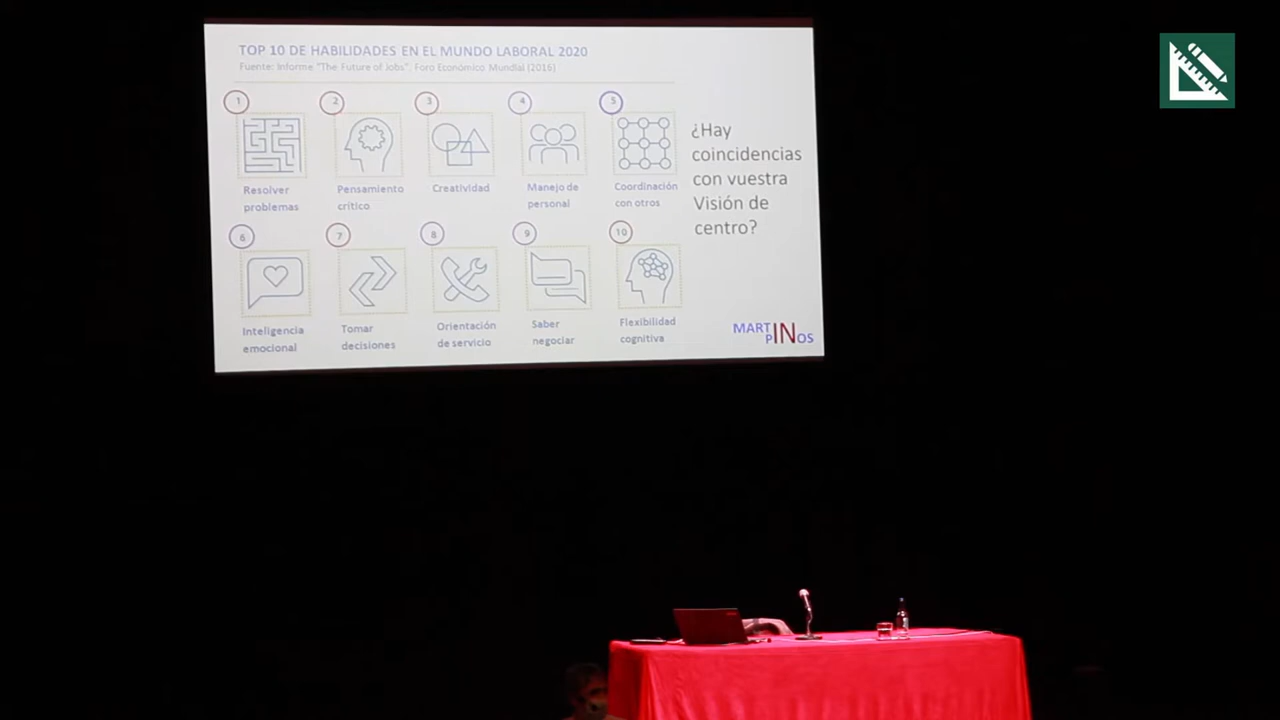 TOP 10 DE HABILIDADES EN EL MUNDO LABORAL 2020
Fuente: Informe "The Future of Jobs". Foro Económico Mundial (2016)
1
2
3
4
5
Resolver
problemas
Pensamiento
crítico
Creatividad
Manejo de
personal
Coordinación
con otros
6
7
8
9
10
Inteligencia
emocional
Tomar
decisiones
Orientación
de servicio
Saber
negociar
Flexibilidad
cognitiva
¿Hay
coincidencias
con vuestra
Visión de
centro?
MART
PINOS